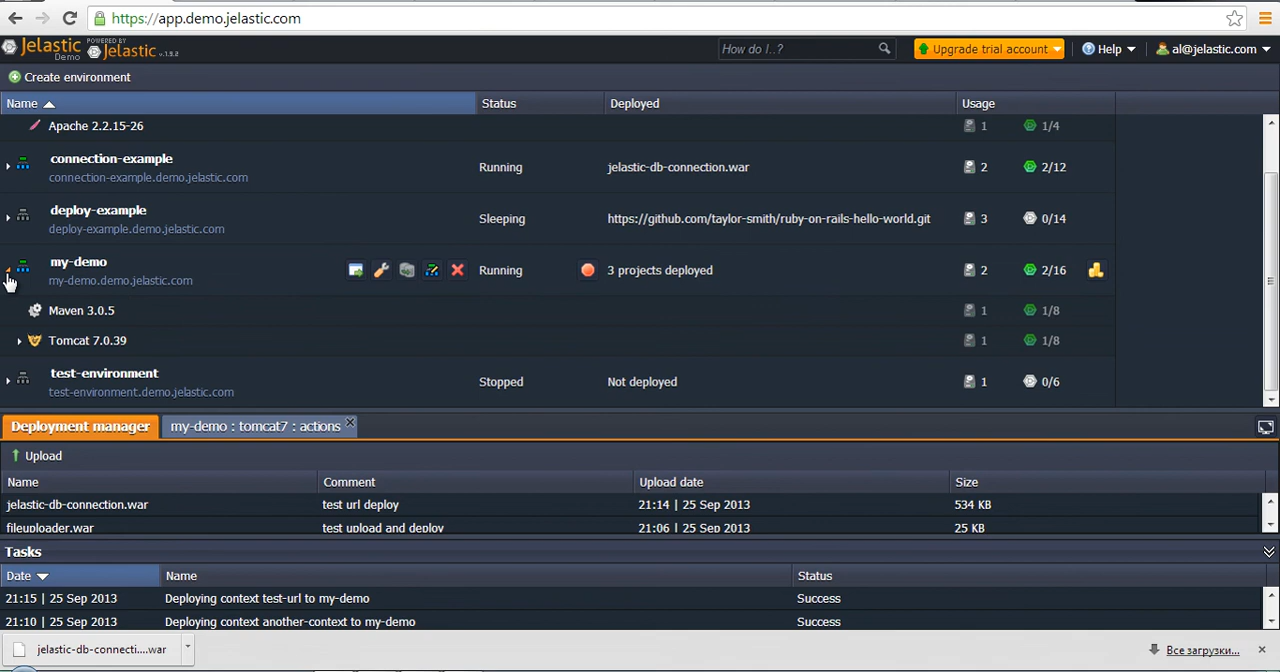 https://app.demo.jelastic.com
Jelastic Demo POWERED BY Jelastic v.1.9.2 How do I..? Upgrade trial account Help al@jelastic.com
Create environment
Name Status Deployed Usage
Apache 2.2.15-26 1 1/4
connection-example
connection-example.demo.jelastic.com Running jelastic-db-connection.war 2 2/12
deploy-example
deploy-example.demo.jelastic.com Sleeping https://github.com/taylor-smith/ruby-on-rails-hello-world.git 3 0/14
my-demo
my-demo.demo.jelastic.com Running 3 projects deployed 2 2/16
Maven 3.0.5 1 1/8
Tomcat 7.0.39 1 1/8
test-environment
test-environment.demo.jelastic.com Stopped Not deployed 1 0/6
Deployment manager my-demo : tomcat7 : actions
Upload
Name Comment Upload date Size
jelastic-db-connection.war test url deploy 21:14 | 25 Sep 2013 534 KB
fileuploader.war test upload and deploy 21:06 | 25 Sep 2013 25 KB
Tasks
Date Name Status
21:15 | 25 Sep 2013 Deploying context test-url to my-demo Success
21:10 | 25 Sep 2013 Deploying context another-context to my-demo Success
jelastic-db-connecti....war Все загрузки...